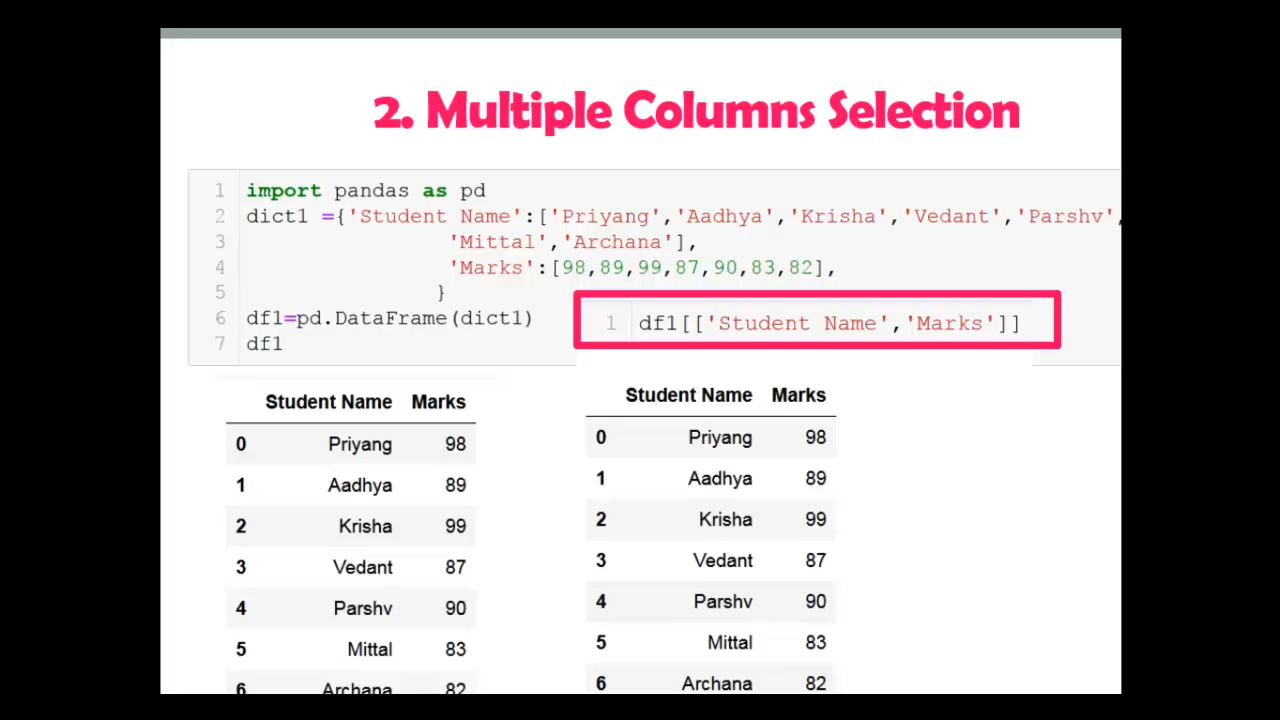 2. Multiple Columns Selection
1 import pandas as pd
2 dict1 ={'Student Name':['Priyang','Aadhya','Krisha','Vedant','Parshv',
3 'Mittal','Archana'],
4 'Marks':[98,89,99,87,90,83,82],
5 }
6 df1=pd.DataFrame(dict1)
7 df1
1 df1[['Student Name','Marks']]
Student Name Marks
0 Priyang 98
1 Aadhya 89
2 Krisha 99
3 Vedant 87
4 Parshv 90
5 Mittal 83
6 Archana 82
Student Name Marks
0 Priyang 98
1 Aadhya 89
2 Krisha 99
3 Vedant 87
4 Parshv 90
5 Mittal 83
6 Archana 82